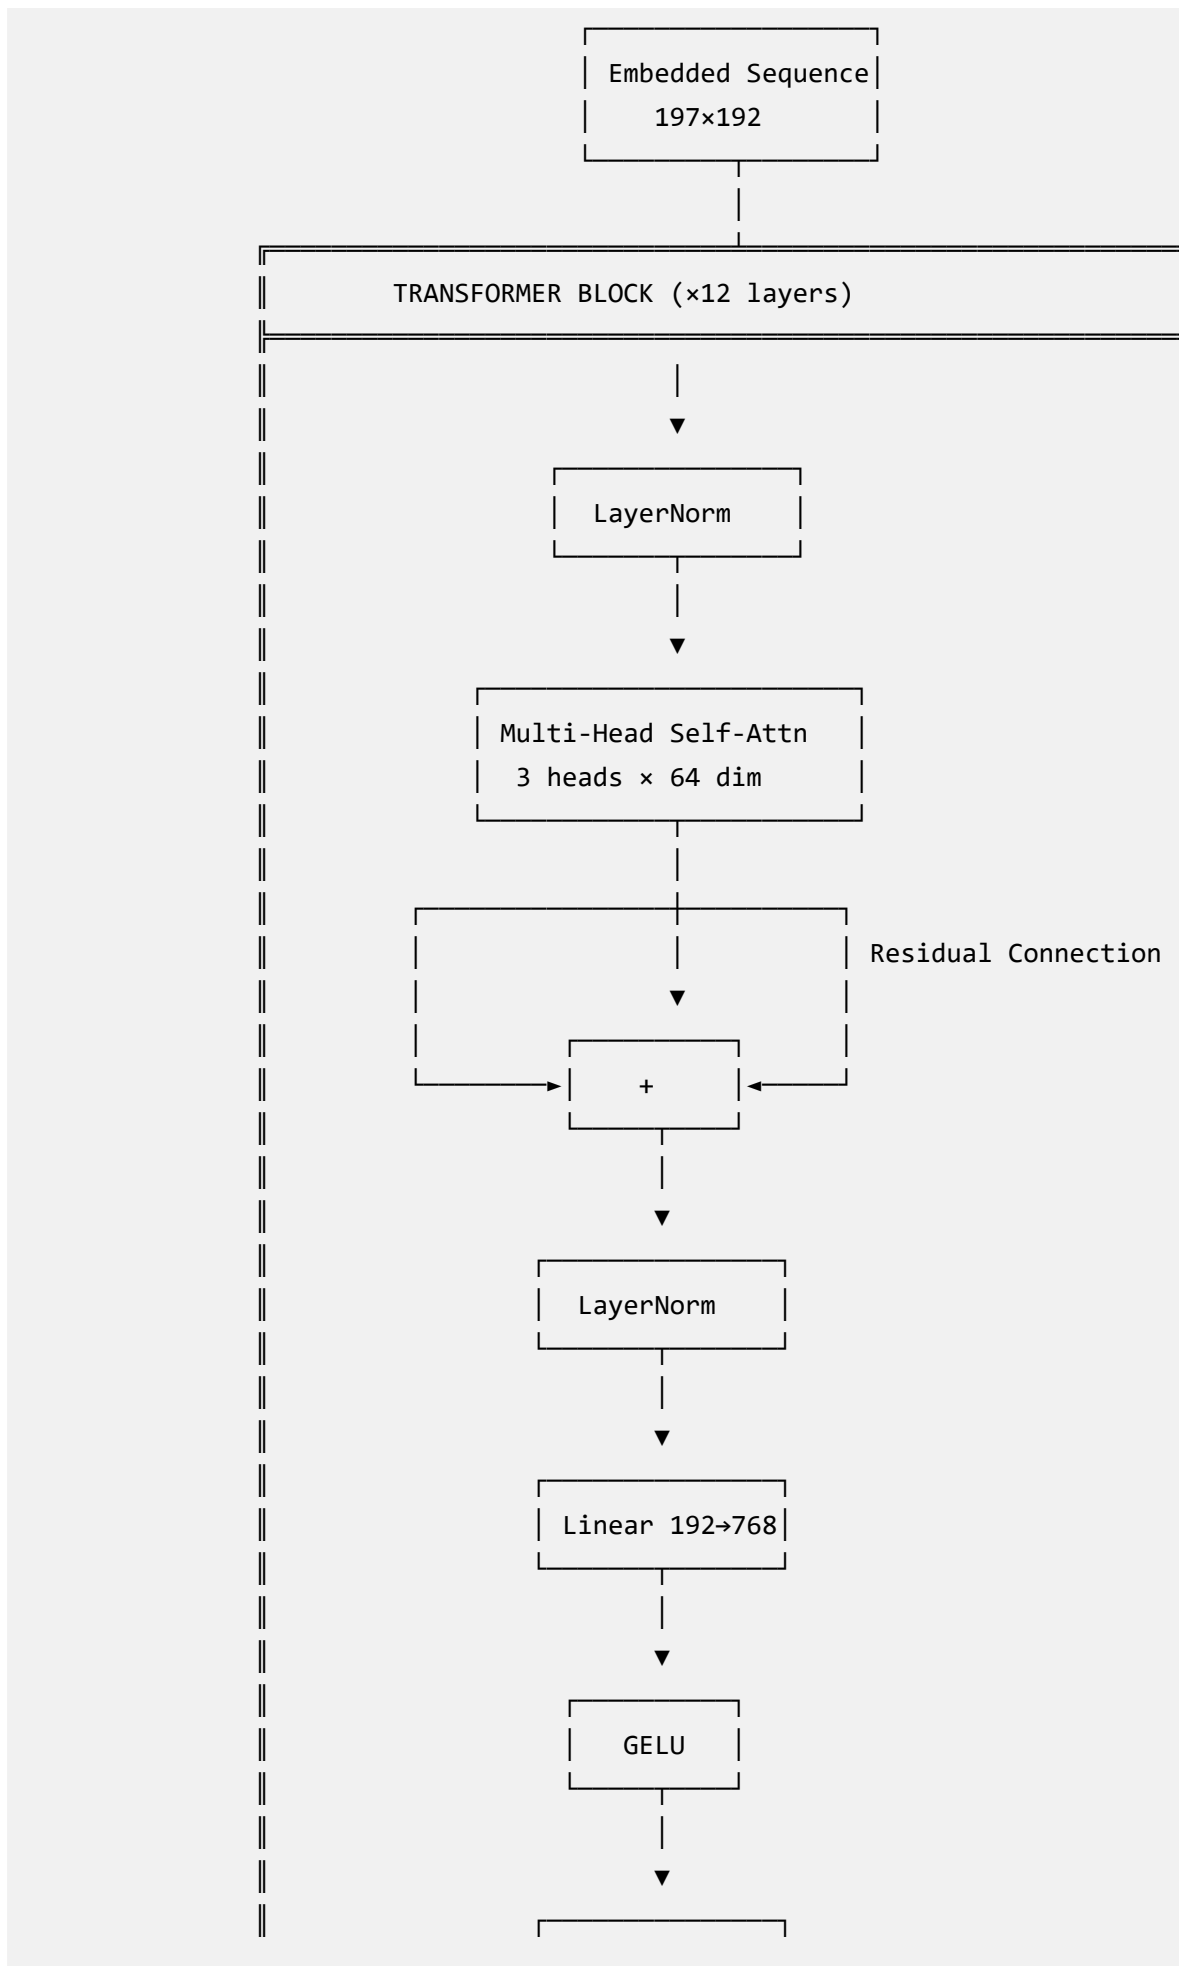 Embedded Sequence
197×192
TRANSFORMER BLOCK (×12 layers)
LayerNorm
Multi-Head Self-Attn
3 heads × 64 dim
Residual Connection
+
LayerNorm
Linear 192→768
GELU